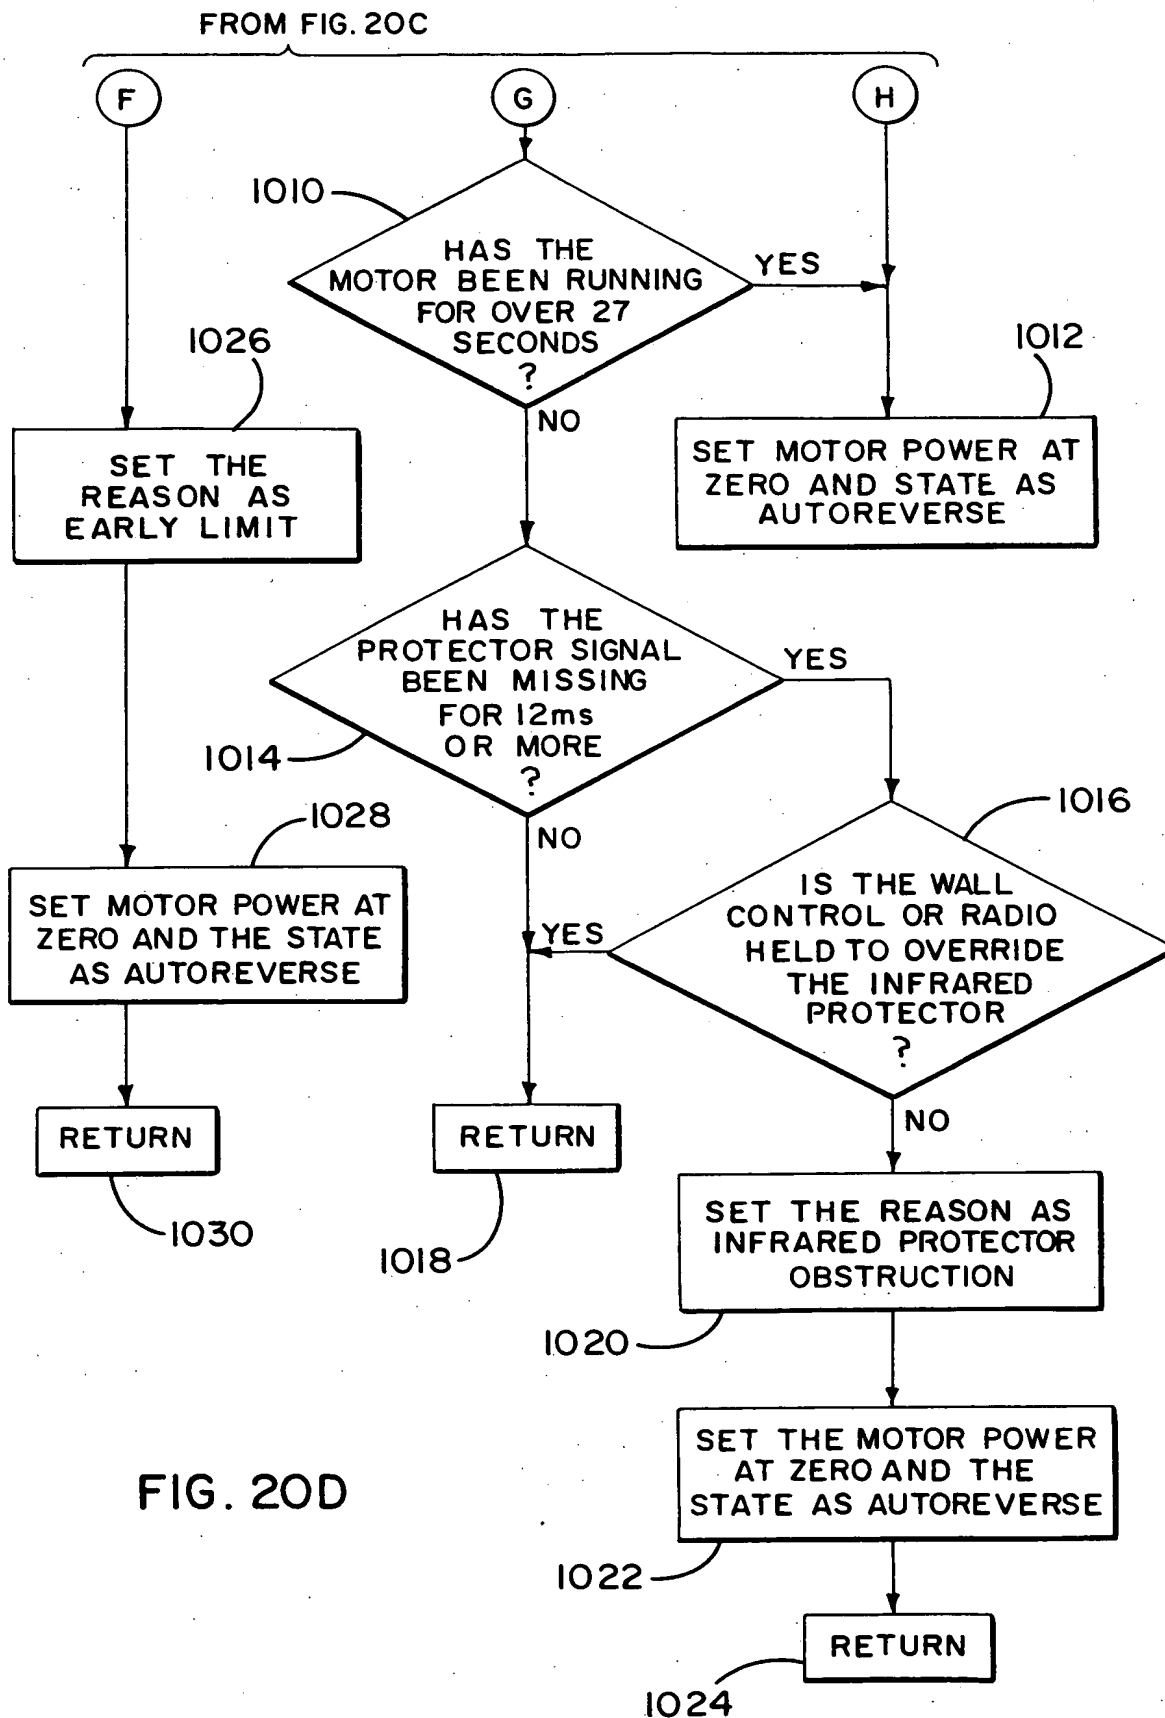 FROM FIG. 20C
F
G
H
1010
HAS THE
MOTOR BEEN RUNNING
FOR OVER 27
SECONDS
?
YES
NO
1026
SET THE
REASON AS
EARLY LIMIT
1012
SET MOTOR POWER AT
ZERO AND STATE AS
AUTOREVERSE
HAS THE
PROTECTOR SIGNAL
BEEN MISSING
FOR 12ms
OR MORE
?
YES
NO
1014
1028
SET MOTOR POWER AT
ZERO AND THE STATE
AS AUTOREVERSE
1016
IS THE WALL
CONTROL OR RADIO
HELD TO OVERRIDE
THE INFRARED
PROTECTOR
?
YES
NO
RETURN
1030
RETURN
1018
SET THE REASON AS
INFRARED PROTECTOR
OBSTRUCTION
1020
SET THE MOTOR POWER
AT ZERO AND THE
STATE AS AUTOREVERSE
1022
RETURN
1024
FIG. 20D